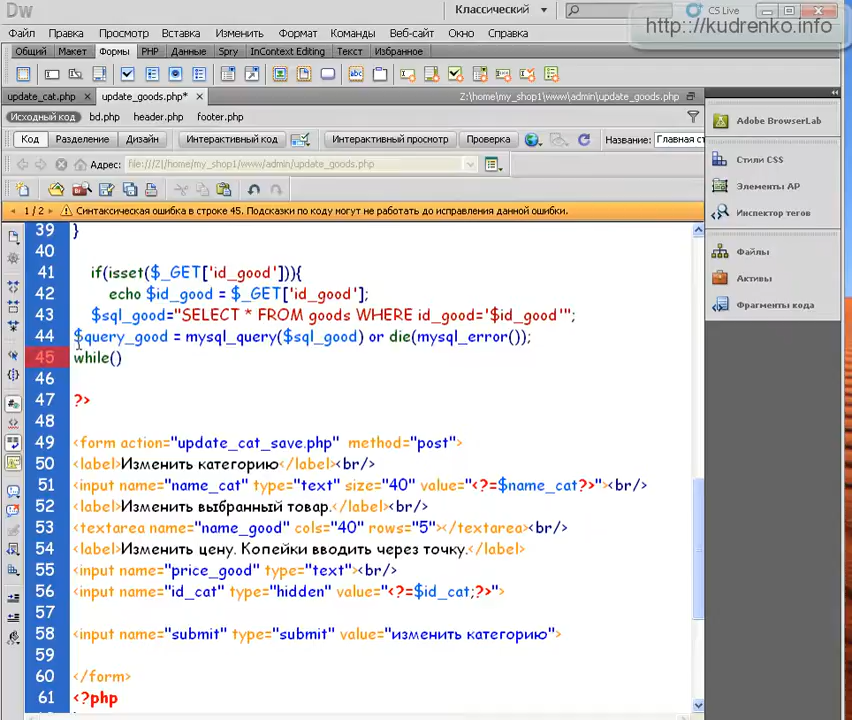 Dw
Классический
CS Live
http:://kudrenko.info
Файл Правка Просмотр Вставка Изменить Формат Команды Веб-сайт Окно Справка
Общий Макет Формы PHP Данные Spry InContext Editing Текст Избранное
update_cat.php × update_goods.php* × Z:\home\my_shop1\www\admin\update_goods.php
Исходный код bd.php header.php footer.php
Код Разделение Дизайн Интерактивный код Интерактивный просмотр Проверка Название: Главная ст
Адрес: file:///Z|/home/my_shop1/www/admin/update_goods.php
1 / 2 Синтаксическая ошибка в строке 45. Подсказки по коду могут не работать до исправления данной ошибки.
39 }
40
41 if(isset($_GET['id_good'])){
42 echo $id_good = $_GET['id_good'];
43 $sql_good="SELECT * FROM goods WHERE id_good='$id_good'";
44 $query_good = mysql_query($sql_good) or die(mysql_error());
45 while()
46
47 ?>
48
49 <form action="update_cat_save.php" method="post">
50 <label>Изменить категорию</label><br/>
51 <input name="name_cat" type="text" size="40" value="<?=$name_cat?>"><br/>
52 <label>Изменить выбранный товар.</label><br/>
53 <textarea name="name_good" cols="40" rows="5"></textarea><br/>
54 <label>Изменить цену. Копейки вводить через точку.</label>
55 <input name="price_good" type="text"><br/>
56 <input name="id_cat" type="hidden" value="<?=$id_cat;?>">
57
58 <input name="submit" type="submit" value="изменить категорию">
59
60 </form>
61 <?php
Adobe BrowserLab
Стили CSS
Элементы AP
Инспектор тегов
Файлы
Активы
Фрагменты кода